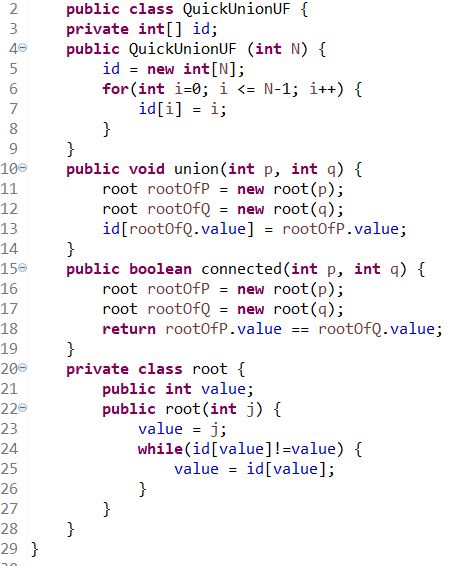 2 public class QuickUnionUF {
3 private int[] id;
4 public QuickUnionUF (int N) {
5 id = new int[N];
6 for(int i=0; i <= N-1; i++) {
7 id[i] = i;
8 }
9 }
10 public void union(int p, int q) {
11 root rootOfP = new root(p);
12 root rootOfQ = new root(q);
13 id[rootOfQ.value] = rootOfP.value;
14 }
15 public boolean connected(int p, int q) {
16 root rootOfP = new root(p);
17 root rootOfQ = new root(q);
18 return rootOfP.value == rootOfQ.value;
19 }
20 private class root {
21 public int value;
22 public root(int j) {
23 value = j;
24 while(id[value]!=value) {
25 value = id[value];
26 }
27 }
28 }
29 }